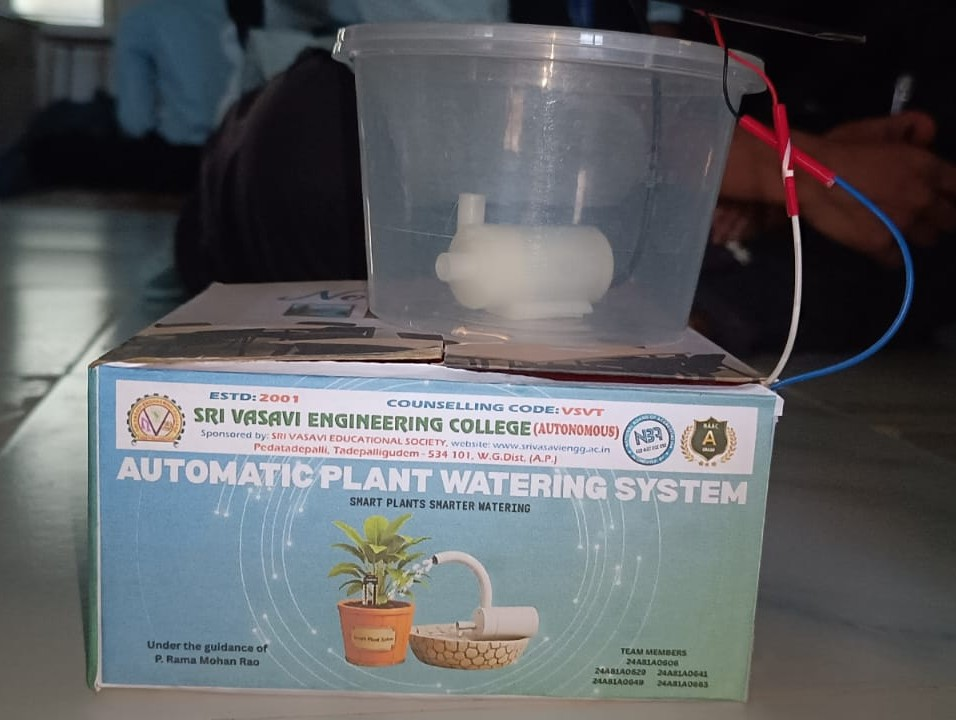 No
ESTD: 2001
COUNSELLING CODE: VSVT
SRI VASAVI ENGINEERING COLLEGE (AUTONOMOUS)
Sponsored by: SRI VASAVI EDUCATIONAL SOCIETY, website: www.srivasaviengg.ac.in
Pedatadepalli, Tadepalligudem - 534 101, W.G.Dist, (A.P.)
NAAC
A
GRADE
AUTOMATIC PLANT WATERING SYSTEM
SMART PLANTS SMARTER WATERING
Under the guidance of
P. Rama Mohan Rao
TEAM MEMBERS
24A81A0606
24A81A0629 24A81A0641
24A81A0649 24A81A0663